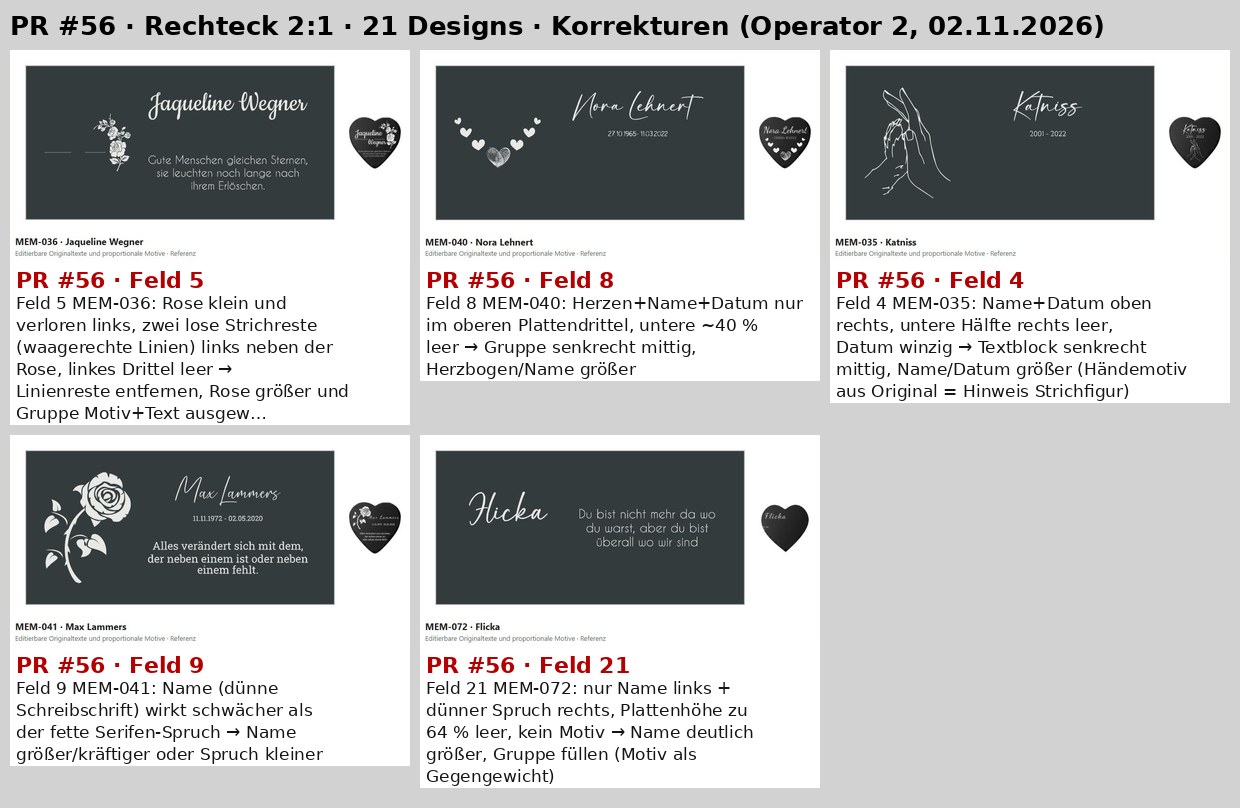 PR #56 · Rechteck 2:1 · 21 Designs · Korrekturen (Operator 2, 02.11.2026)
Jaqueline Wegner
Gute Menschen gleichen Sternen,
sie leuchten noch lange nach
ihrem Erlöschen.
Jaqueline
Wegner
MEM-036 · Jaqueline Wegner
Editierbare Originaltexte und proportionale Motive · Referenz
PR #56 · Feld 5
Feld 5 MEM-036: Rose klein und
verloren links, zwei lose Strichreste
(waagerechte Linien) links neben der
Rose, linkes Drittel leer →
Linienreste entfernen, Rose größer und
Gruppe Motiv+Text ausgew…
Nora Lehnert
27.10.1965- 11.03.2022
Nora Lehnert
MEM-040 · Nora Lehnert
Editierbare Originaltexte und proportionale Motive · Referenz
PR #56 · Feld 8
Feld 8 MEM-040: Herzen+Name+Datum nur
im oberen Plattendrittel, untere ~40 %
leer → Gruppe senkrecht mittig,
Herzbogen/Name größer
Katniss
2001 - 2022
Katniss
MEM-035 · Katniss
Editierbare Originaltexte und proportionale Motive · Referenz
PR #56 · Feld 4
Feld 4 MEM-035: Name+Datum oben
rechts, untere Hälfte rechts leer,
Datum winzig → Textblock senkrecht
mittig, Name/Datum größer (Händemotiv
aus Original = Hinweis Strichfigur)
Max Lammers
11.11.1972 - 02.05.2020
Alles verändert sich mit dem,
der neben einem ist oder neben
einem fehlt.
Max Lammers
MEM-041 · Max Lammers
Editierbare Originaltexte und proportionale Motive · Referenz
PR #56 · Feld 9
Feld 9 MEM-041: Name (dünne
Schreibschrift) wirkt schwächer als
der fette Serifen-Spruch → Name
größer/kräftiger oder Spruch kleiner
Flicka
Du bist nicht mehr da wo
du warst, aber du bist
überall wo wir sind
Flicka
MEM-072 · Flicka
Editierbare Originaltexte und proportionale Motive · Referenz
PR #56 · Feld 21
Feld 21 MEM-072: nur Name links +
dünner Spruch rechts, Plattenhöhe zu
64 % leer, kein Motiv → Name deutlich
größer, Gruppe füllen (Motiv als
Gegengewicht)